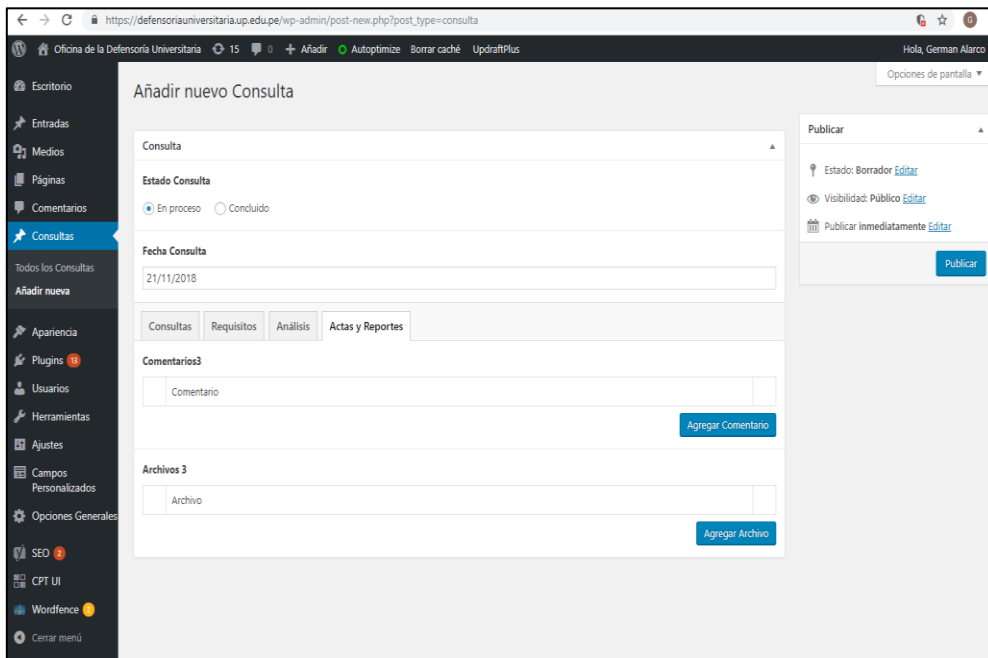 https://defensoriauniversitaria.up.edu.pe/wp-admin/post-new.php?post_type=consulta
G
Oficina de la Defensoría Universitaria 15 0 + Añadir Autoptimize Borrar caché UpdraftPlus Hola, German Alarco
Opciones de pantalla
Escritorio
Entradas
Medios
Páginas
Comentarios
Consultas
Todos los Consultas
Añadir nueva
Apariencia
Plugins 13
Usuarios
Herramientas
Ajustes
Campos
Personalizados
Opciones Generales
SEO 2
CPT UI
Wordfence 2
Cerrar menú
Añadir nuevo Consulta
Consulta
Estado Consulta
En proceso Concluido
Fecha Consulta
21/11/2018
Consultas Requisitos Análisis Actas y Reportes
Comentarios3
Comentario
Agregar Comentario
Archivos 3
Archivo
Agregar Archivo
Publicar
Estado: Borrador Editar
Visibilidad: Público Editar
Publicar inmediatamente Editar
Publicar